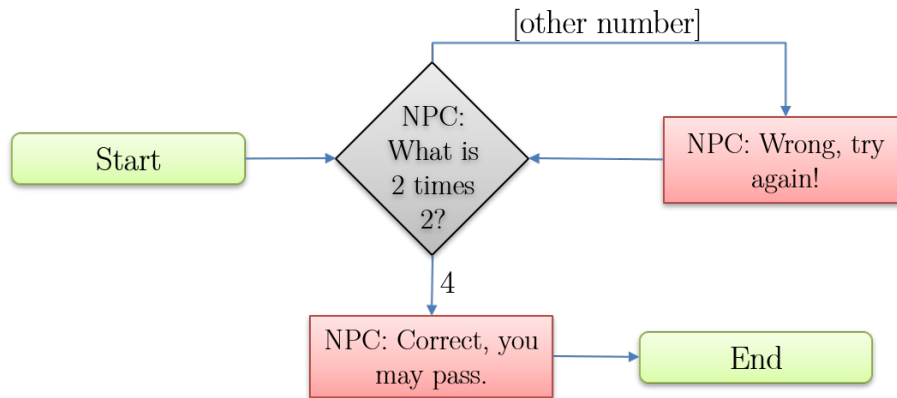 [other number]
NPC:
What is
2 times
2?
Start
NPC: Wrong, try
again!
4
NPC: Correct, you
may pass.
End